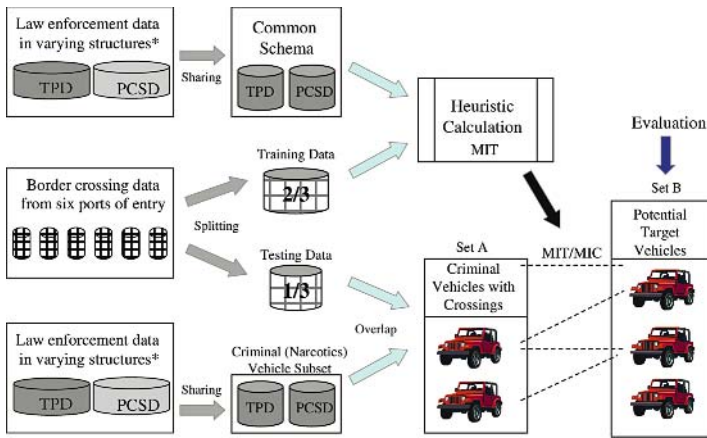 Law enforcement data
in varying structures*
TPD
PCSD
Sharing
Common
Schema
TPD
PCSD
Heuristic
Calculation
MIT
Evaluation
Border crossing data
from six ports of entry
Splitting
Training Data
2/3
Testing Data
1/3
Overlap
Set A
Criminal
Vehicles with
Crossings
MIT/MIC
Set B
Potential
Target
Vehicles
Law enforcement data
in varying structures*
TPD
PCSD
Sharing
Criminal (Narcotics)
Vehicle Subset
TPD
PCSD